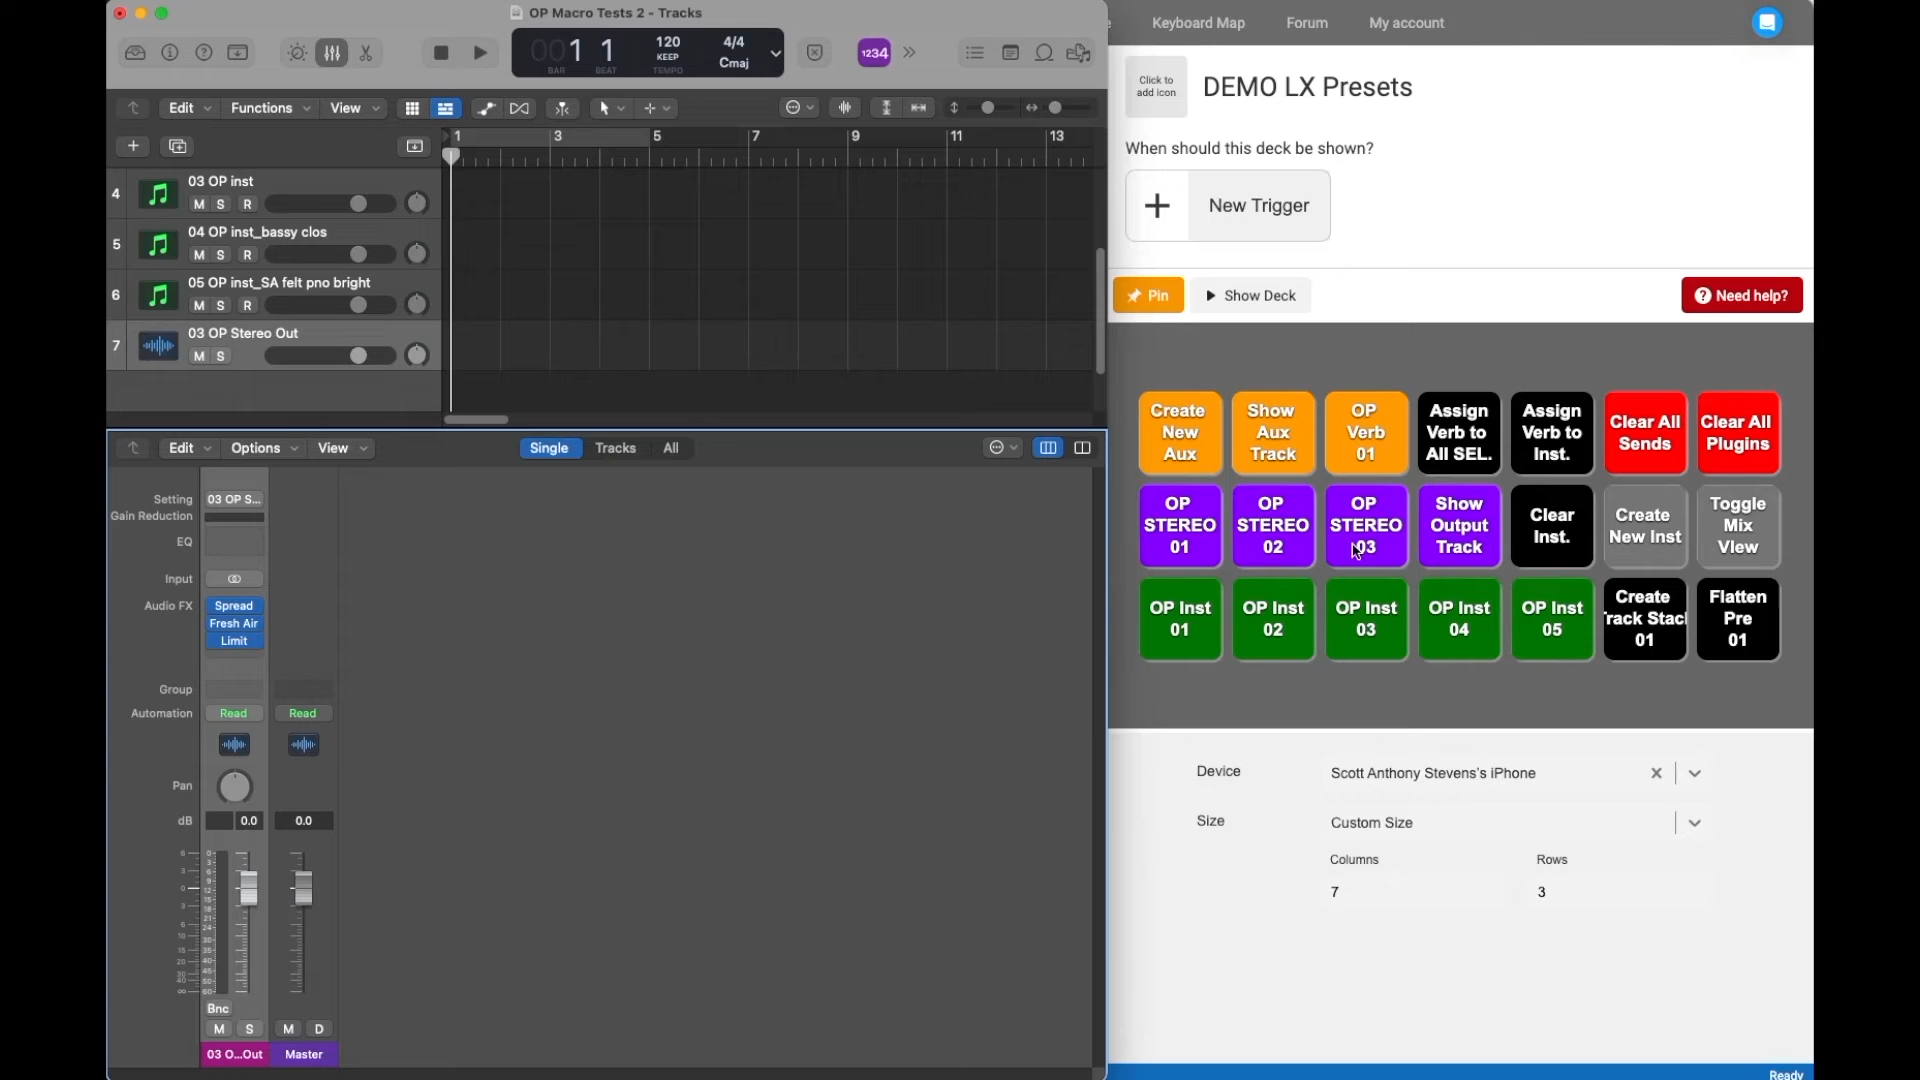 OP Macro Tests 2 - Tracks
001 1
BAR BEAT
120
KEEP
TEMPO
4/4
Cmaj
1234
Edit Functions View
1 3 5 7 9 11 13
4 03 OP inst
M S R
5 04 OP inst_bassy clos
M S R
6 05 OP inst_SA felt pno bright
M S R
7 03 OP Stereo Out
M S
Edit Options View Single Tracks All
Setting 03 OP S...
Gain Reduction
EQ
Input
Audio FX Spread
Fresh Air
Limit
Group
Automation Read Read
Pan
dB 0.0 0.0
Bnc
M S M D
03 O...Out Master
e Keyboard Map Forum My account
Click to
add icon
DEMO LX Presets
When should this deck be shown?
+ New Trigger
Pin Show Deck Need help?
Create
New
Aux
Show
Aux
Track
OP
Verb
01
Assign
Verb to
All SEL.
Assign
Verb to
Inst.
Clear All
Sends
Clear All
Plugins
OP
STEREO
01
OP
STEREO
02
OP
STEREO
03
Show
Output
Track
Clear
Inst.
Create
New Inst
Toggle
Mix
VIew
OP Inst
01
OP Inst
02
OP Inst
03
OP Inst
04
OP Inst
05
Create
Track Stack
01
Flatten
Pre
01
Device Scott Anthony Stevens's iPhone
Size Custom Size
Columns Rows
7 3
Ready